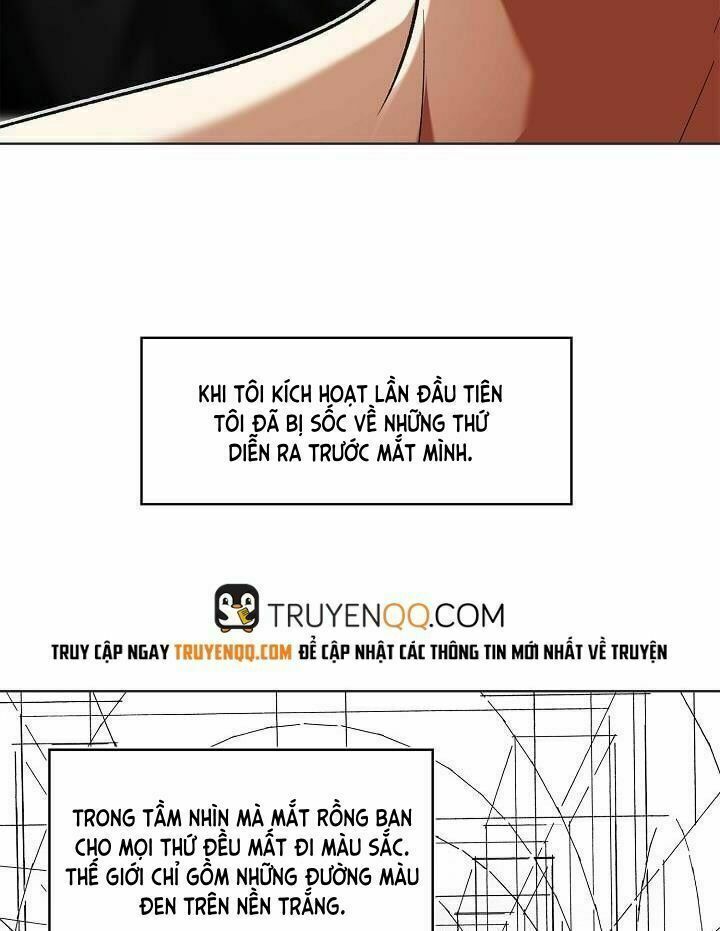 KHI TÔI KÍCH HOẠT LẦN ĐẦU TIÊN
TÔI ĐÃ BỊ SỐC VỀ NHỮNG THỨ
DIỄN RA TRƯỚC MẮT MÌNH.
TRUYENQQ.COM
TRUY CẬP NGAY TRUYENQQ.COM ĐỂ CẬP NHẬT CÁC THÔNG TIN MỚI NHẤT VỀ TRUYỆN
TRONG TẦM NHÌN MÀ MẮT RỒNG BAN
CHO MỌI THỨ ĐỀU MẤT ĐI MÀU SẮC.
THẾ GIỚI CHỈ GỒM NHỮNG ĐƯỜNG MÀU
ĐEN TRÊN NỀN TRẮNG.